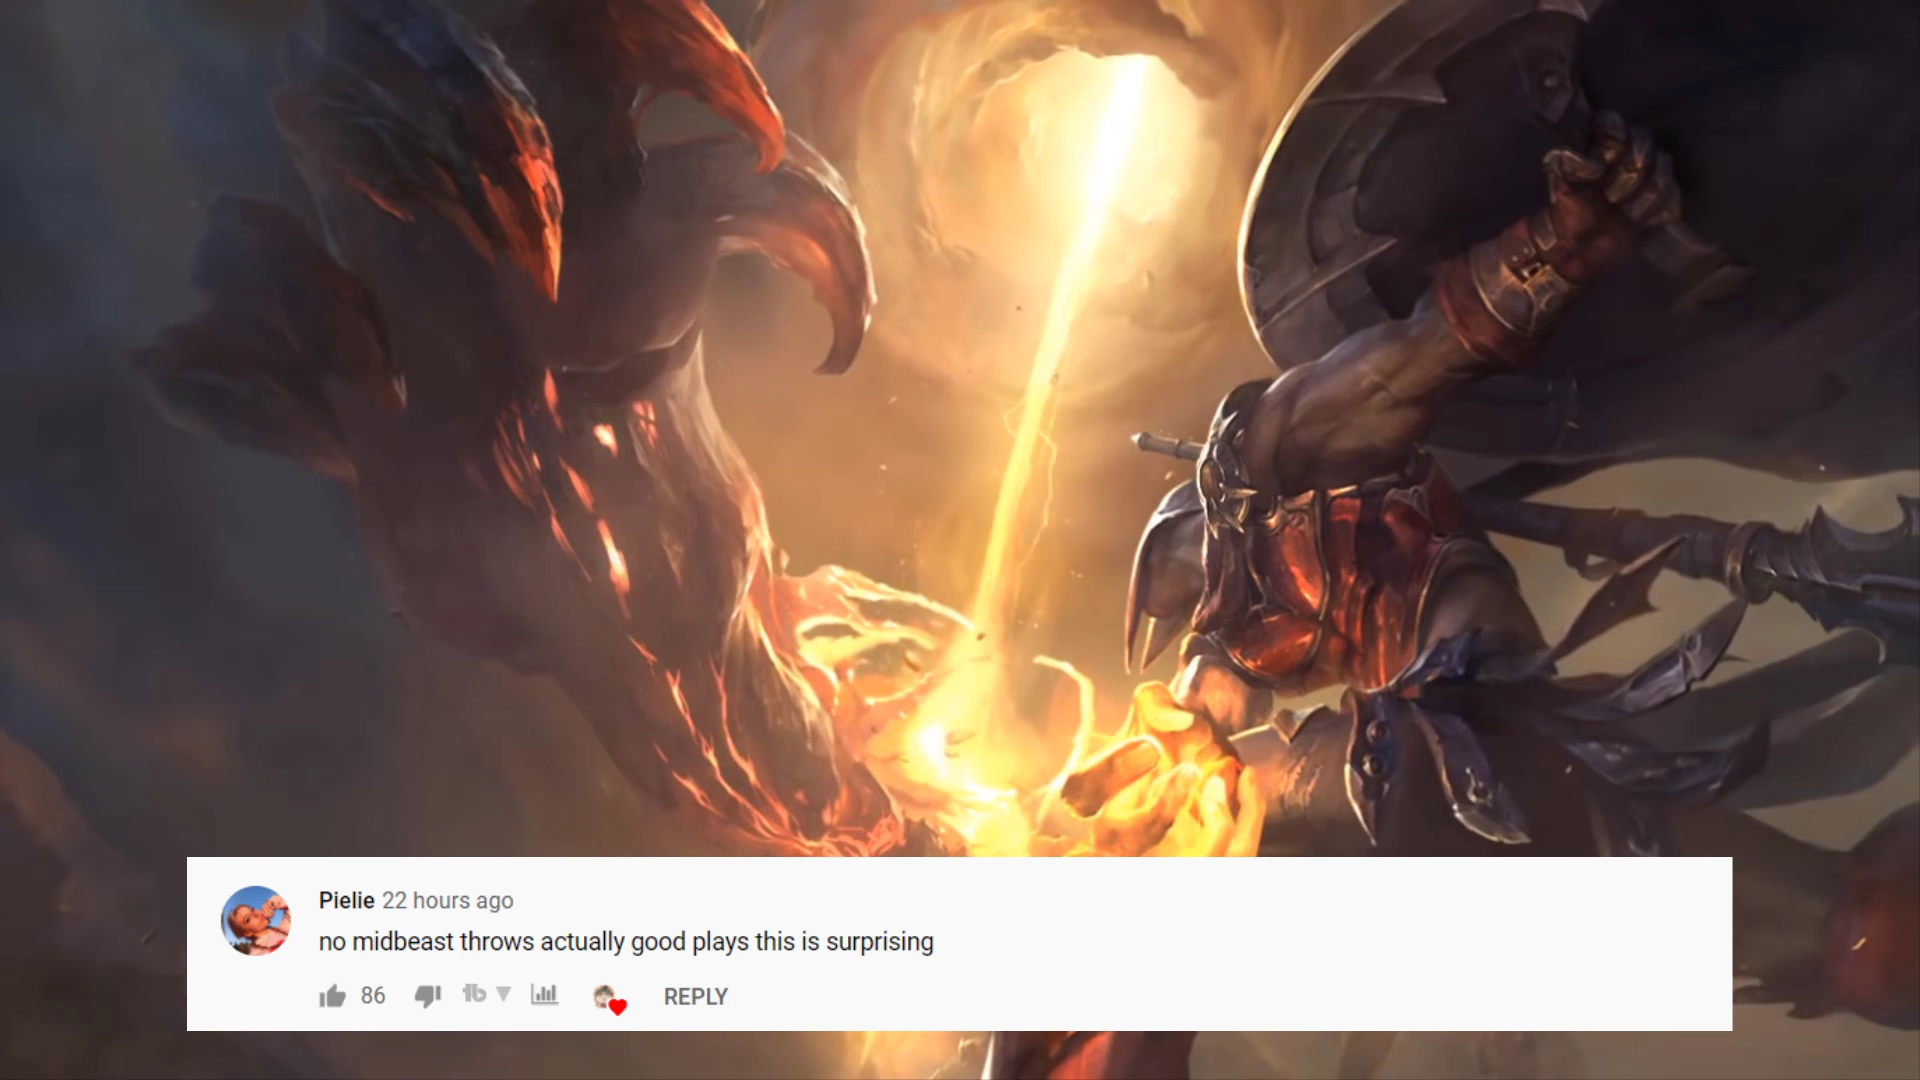 Pielie 22 hours ago
no midbeast throws actually good plays this is surprising
86 REPLY